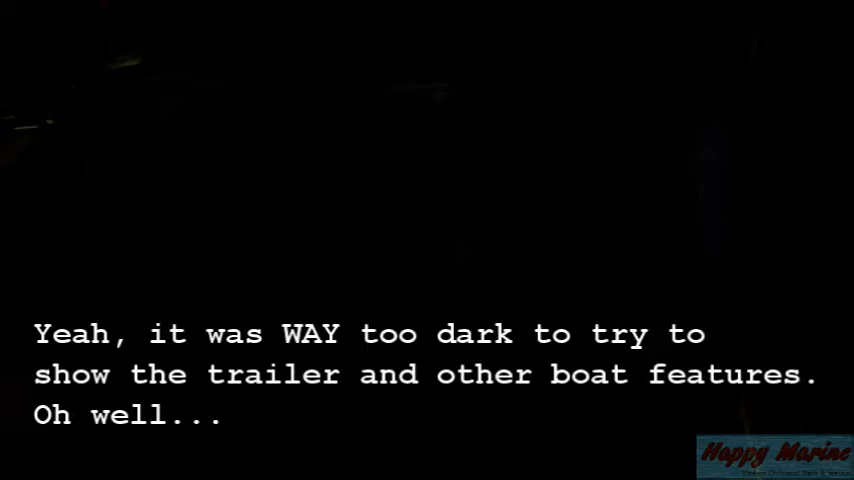 Yeah, it was WAY too dark to try to
show the trailer and other boat features.
Oh well...
Happy Marine